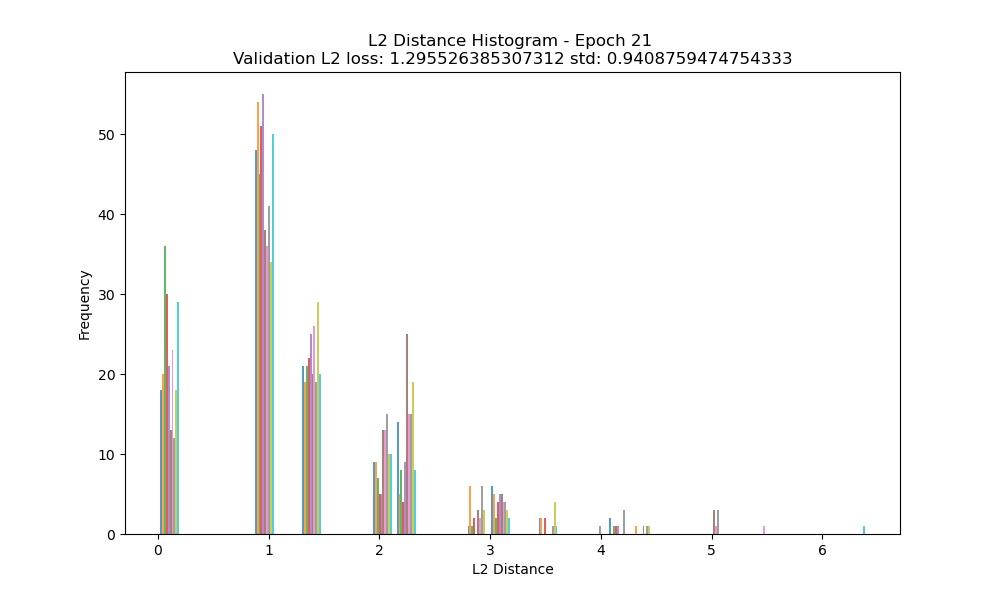 L2 Distance Histogram - Epoch 21
Validation L2 loss: 1.295526385307312 std: 0.9408759474754333
Frequency
50
40
30
20
10
0
0 1 2 3 4 5 6
L2 Distance